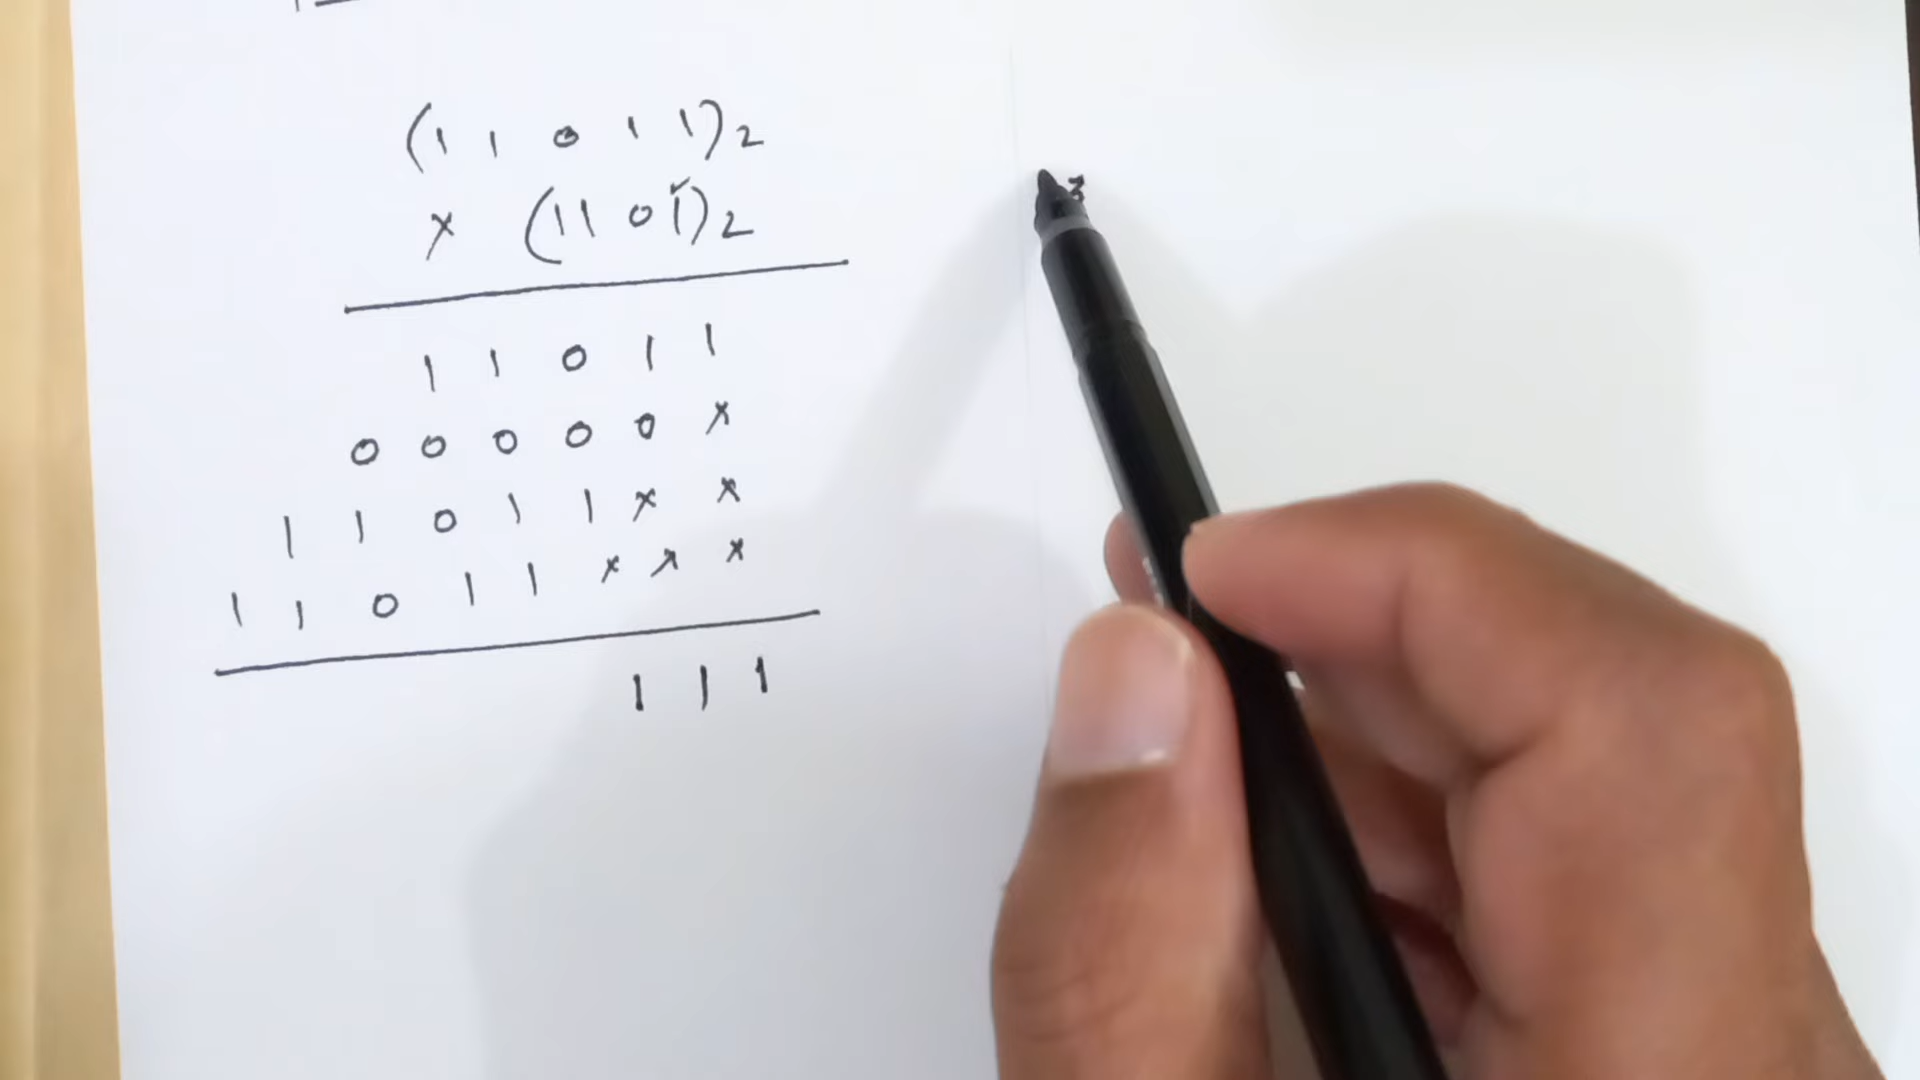 (1 1 0 1 1)2
x (1 1 0 1)2
1 1 0 1 1
0 0 0 0 0 x
1 1 0 1 1 x x
1 1 0 1 1 x x x
1 1 1
3